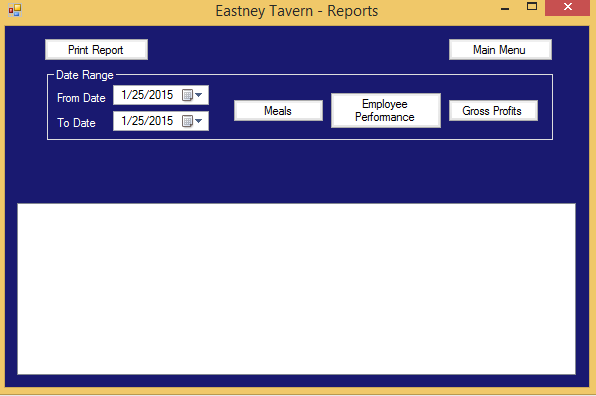 Eastney Tavern - Reports
Print Report
Main Menu
Date Range
From Date 1/25/2015
To Date 1/25/2015
Meals
Employee
Performance
Gross Profits